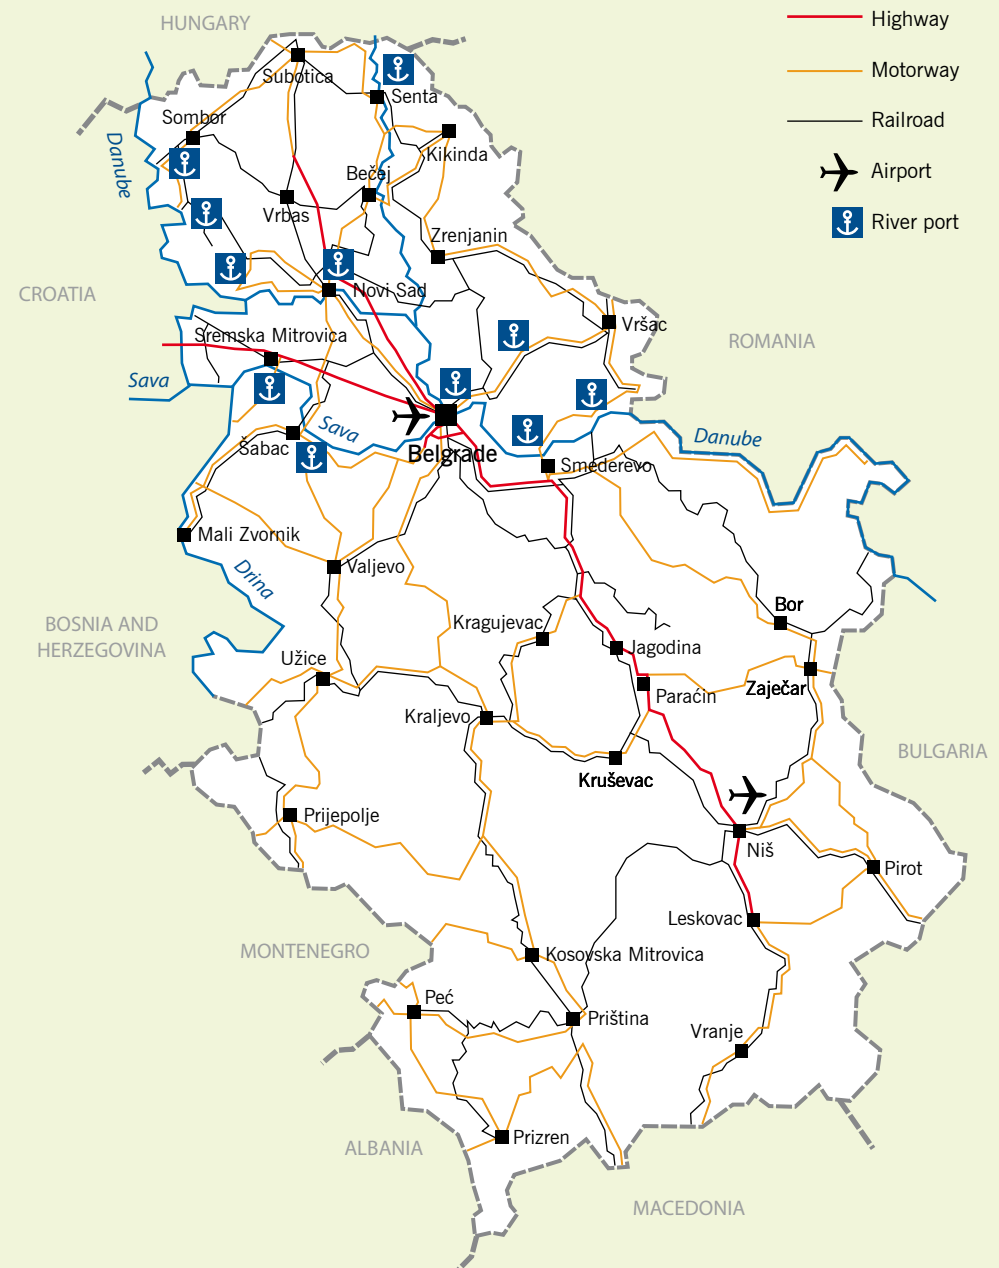 HUNGARY
Highway
Motorway
Railroad
Airport
River port
Subotica
Senta
Sombor
Kikinda
Danube
Bečej
Vrbas
Zrenjanin
CROATIA
Novi Sad
Vršac
Sremska Mitrovica
ROMANIA
Sava
Sava
Danube
Šabac
Belgrade
Smederevo
Mali Zvornik
Valjevo
Drina
BOSNIA AND
HERZEGOVINA
Bor
Kragujevac
Jagodina
Užice
Zaječar
Paraćin
Kraljevo
BULGARIA
Kruševac
Prijepolje
Niš
Pirot
Leskovac
MONTENEGRO
Kosovska Mitrovica
Peć
Priština
Vranje
Prizren
ALBANIA
MACEDONIA